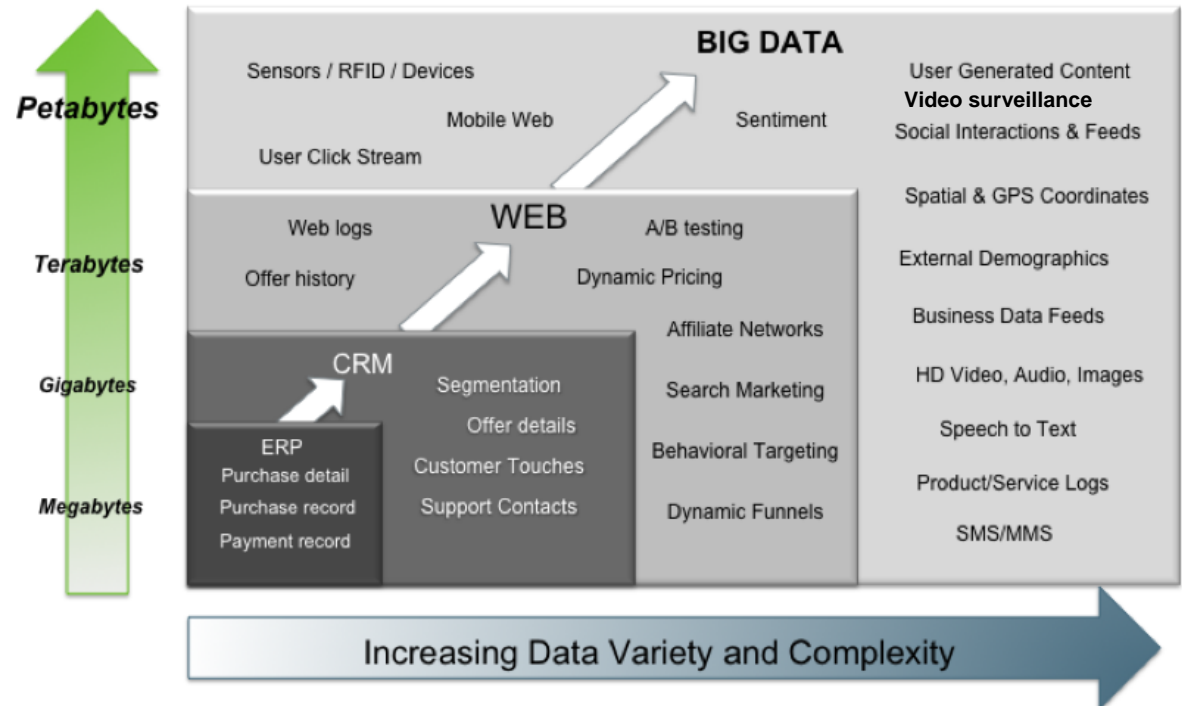 BIG DATA
Sensors / RFID / Devices
User Generated Content
Petabytes
Video surveillance
Mobile Web
Sentiment
Social Interactions & Feeds
User Click Stream
Spatial & GPS Coordinates
WEB
Web logs
A/B testing
Terabytes
External Demographics
Offer history
Dynamic Pricing
Business Data Feeds
Affiliate Networks
CRM
Gigabytes
Segmentation
Search Marketing
HD Video, Audio, Images
Offer details
Speech to Text
ERP
Behavioral Targeting
Purchase detail
Customer Touches
Product/Service Logs
Megabytes
Purchase record
Support Contacts
Dynamic Funnels
SMS/MMS
Payment record
Increasing Data Variety and Complexity